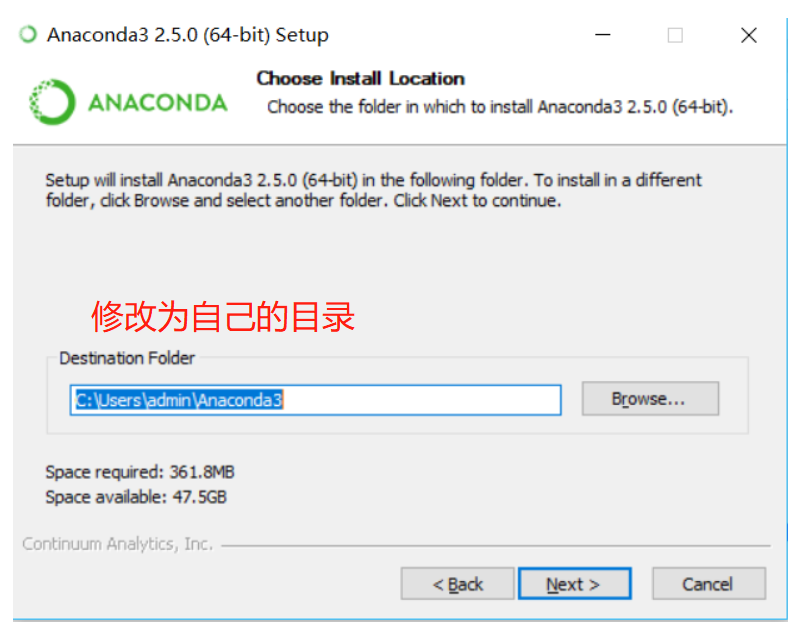 Anaconda3 2.5.0 (64-bit) Setup
ANACONDA
Choose Install Location
Choose the folder in which to install Anaconda3 2.5.0 (64-bit).
Setup will install Anaconda3 2.5.0 (64-bit) in the following folder. To install in a different
folder, click Browse and select another folder. Click Next to continue.
修改为自己的目录
Destination Folder
C:\Users\admin\Anaconda3
Browse...
Space required: 361.8MB
Space available: 47.5GB
Continuum Analytics, Inc.
< Back
Next >
Cancel